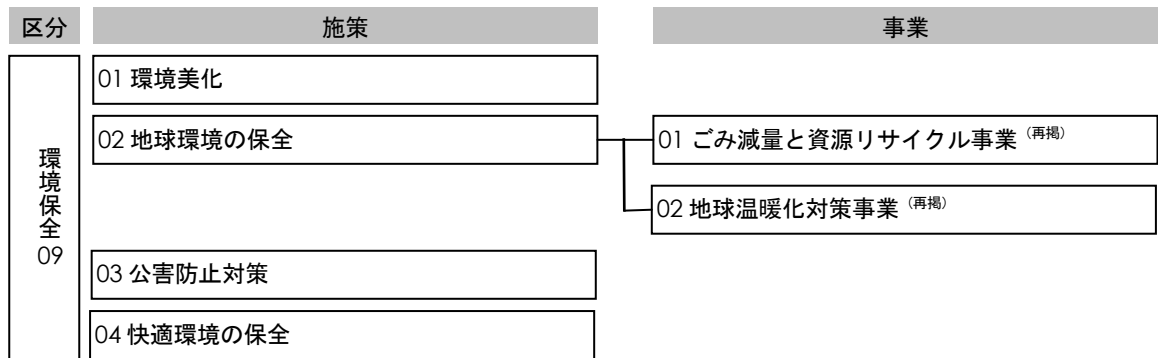 区分
施策
事業
環境保全 09
01 環境美化
02 地球環境の保全
01 ごみ減量と資源リサイクル事業（再掲）
02 地球温暖化対策事業（再掲）
03 公害防止対策
04 快適環境の保全